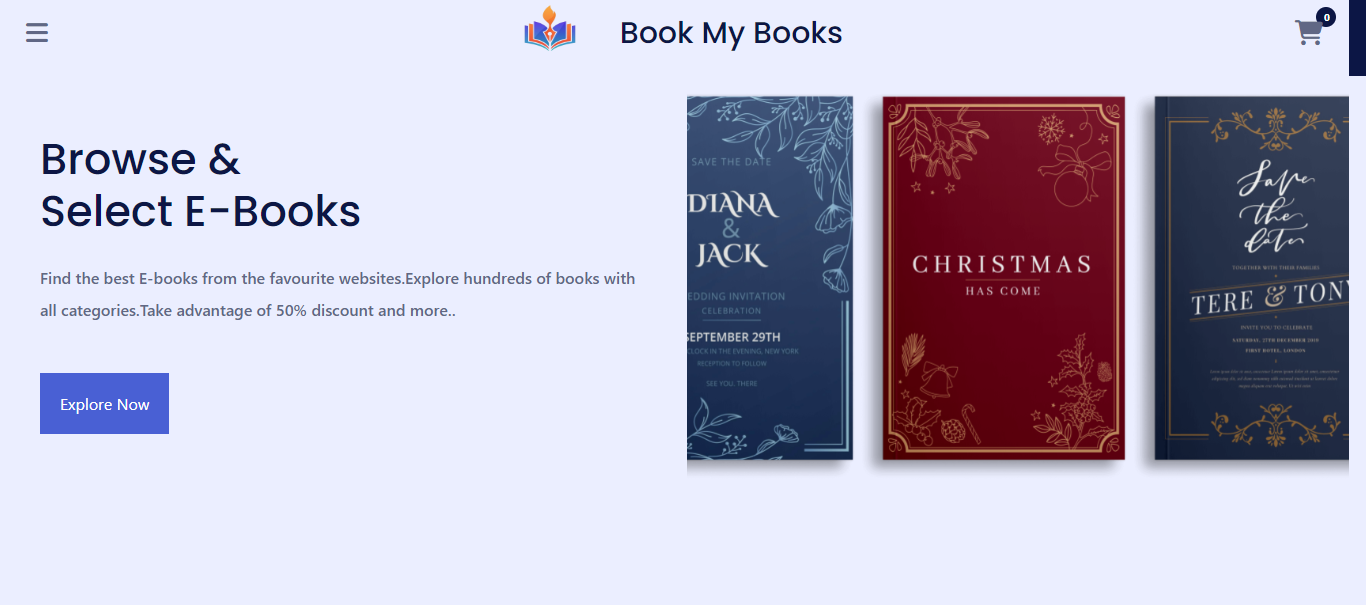 Book My Books
0
Browse &
Select E-Books
Find the best E-books from the favourite websites.Explore hundreds of books with
all categories.Take advantage of 50% discount and more..
Explore Now
SAVE THE DATE
DIANA
&
JACK
EDDING INVITATION
CELEBRATION
SEPTEMBER 29TH
CLOCK IN THE EVENING, NEW YORK
RECEPTION TO FOLLOW
SEE YOU THERE
CHRISTMAS
HAS COME
Save
the
date
TOGETHER WITH THEIR FAMILIES
TERE & TONY
INVITE YOU TO CELEBRATE
SATURDAY, 27TH DECEMBER 2018
FIRST HOTEL, LONDON